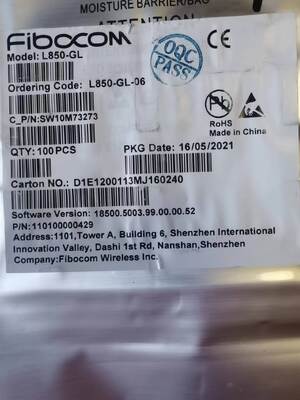 MOISTURE BARRIER/BAG
ATTENTION
Fibocom
CE
Model: L850-GL
OQC
PASS
Ordering Code: L850-GL-06
C_P/N:SW10M73273
RoHS
Made in China
QTY: 100PCS
PKG Date: 16/05/2021
Carton NO.: D1E1200113MJ160240
Software Version: 18500.5003.99.00.00.52
P/N:110100000429
Address:1101,Tower A, Building 6, Shenzhen International
Innovation Valley, Dashi 1st Rd, Nanshan,Shenzhen
Company:Fibocom Wireless Inc.